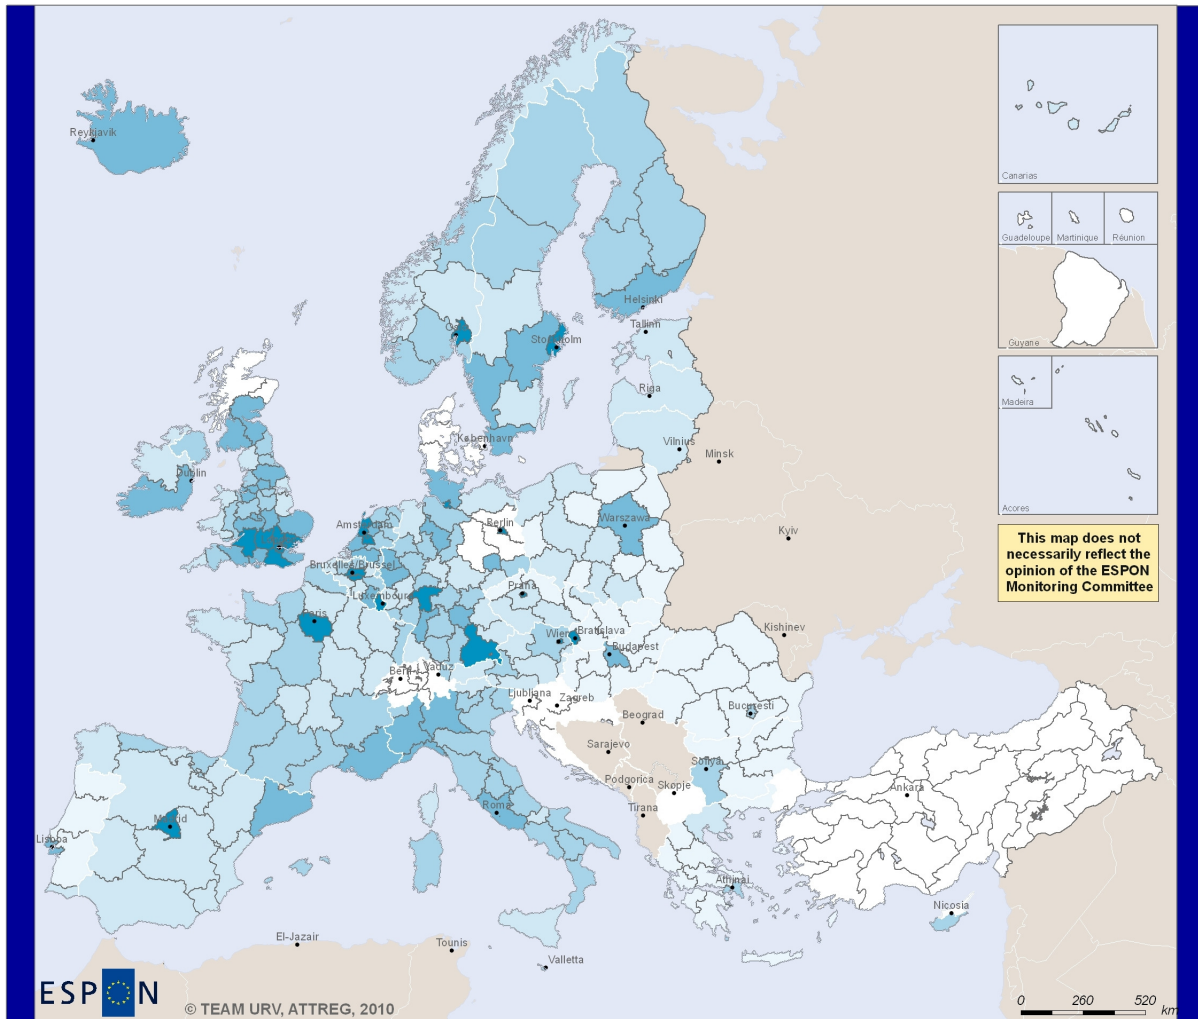 Canarias
Reykjavik
Guadeloupe
Martinique
Réunion
Guyane
Helsinki
Tallinn
Stockholm
Riga
Madeira
København
Vilnius
Minsk
Dublin
Acores
Amsterdam
Berlin
Warszawa
Kyiv
This map does not
necessarily reflect the
opinion of the ESPON
Monitoring Committee
Bruxelles/Brussel
Luxembourg
Praha
Paris
Wien
Bratislava
Kishinev
Budapest
Bern
Vaduz
Ljubljana
Zagreb
Bucuresti
Beograd
Sarajevo
Sofiya
Podgorica
Skopje
Ankara
Roma
Tirana
Madrid
Lisboa
Athinai
Nicosia
El-Jazair
Tounis
Valletta
ESPON
© TEAM URV, ATTREG, 2010
0 260 520
km